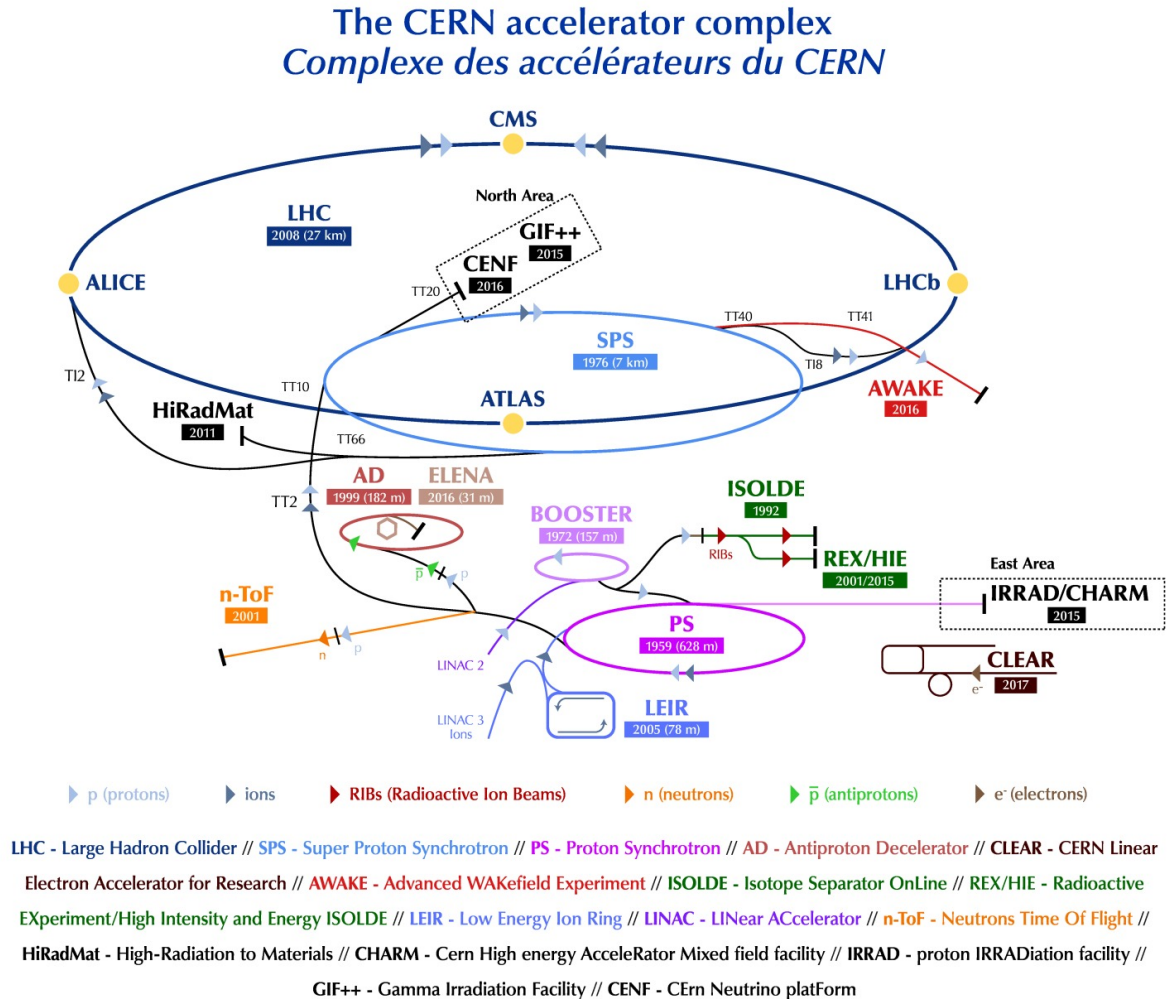 The CERN accelerator complex
Complexe des accélérateurs du CERN
CMS
North Area
LHC
2008 (27 km)
GIF++
2015
CENF
2016
ALICE
LHCb
TT20
TT40
TT41
SPS
1976 (7 km)
TI2
TI8
TT10
ATLAS
AWAKE
2016
HiRadMat
2011
TT66
AD
1999 (182 m)
ELENA
2016 (31 m)
TT2
ISOLDE
1992
BOOSTER
1972 (157 m)
RIBs
REX/HIE
2001/2015
p̅
p
East Area
n-ToF
2001
IRRAD/CHARM
2015
PS
1959 (628 m)
n
p
LINAC 2
CLEAR
2017
e-
LINAC 3
Ions
LEIR
2005 (78 m)
p (protons)
ions
RIBs (Radioactive Ion Beams)
n (neutrons)
p̅ (antiprotons)
e- (electrons)
LHC - Large Hadron Collider // SPS - Super Proton Synchrotron // PS - Proton Synchrotron // AD - Antiproton Decelerator // CLEAR - CERN Linear
Electron Accelerator for Research // AWAKE - Advanced WAKefield Experiment // ISOLDE - Isotope Separator OnLine // REX/HIE - Radioactive
EXperiment/High Intensity and Energy ISOLDE // LEIR - Low Energy Ion Ring // LINAC - LINear ACcelerator // n-ToF - Neutrons Time Of Flight //
HiRadMat - High-Radiation to Materials // CHARM - Cern High energy AcceleRator Mixed field facility // IRRAD - proton IRRADiation facility //
GIF++ - Gamma Irradiation Facility // CENF - CErn Neutrino platForm